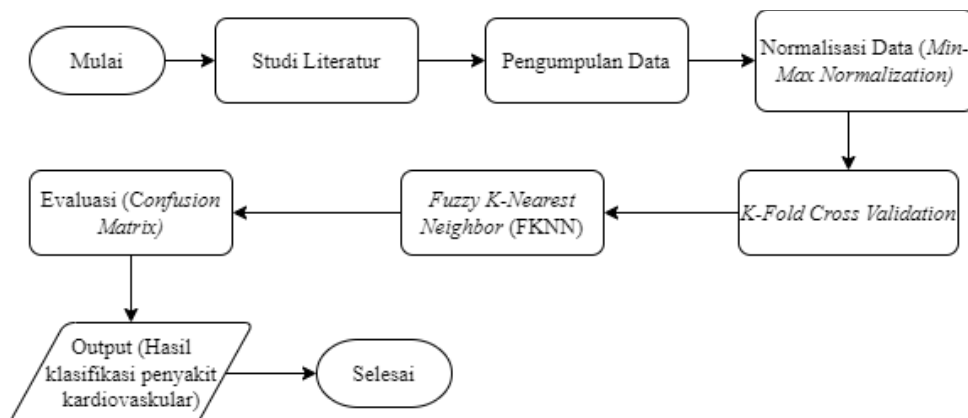 Mulai
Studi Literatur
Pengumpulan Data
Normalisasi Data (Min-
Max Normalization)
K-Fold Cross Validation
Fuzzy K-Nearest
Neighbor (FKNN)
Evaluasi (Confusion
Matrix)
Output (Hasil
klasifikasi penyakit
kardiovaskular)
Selesai